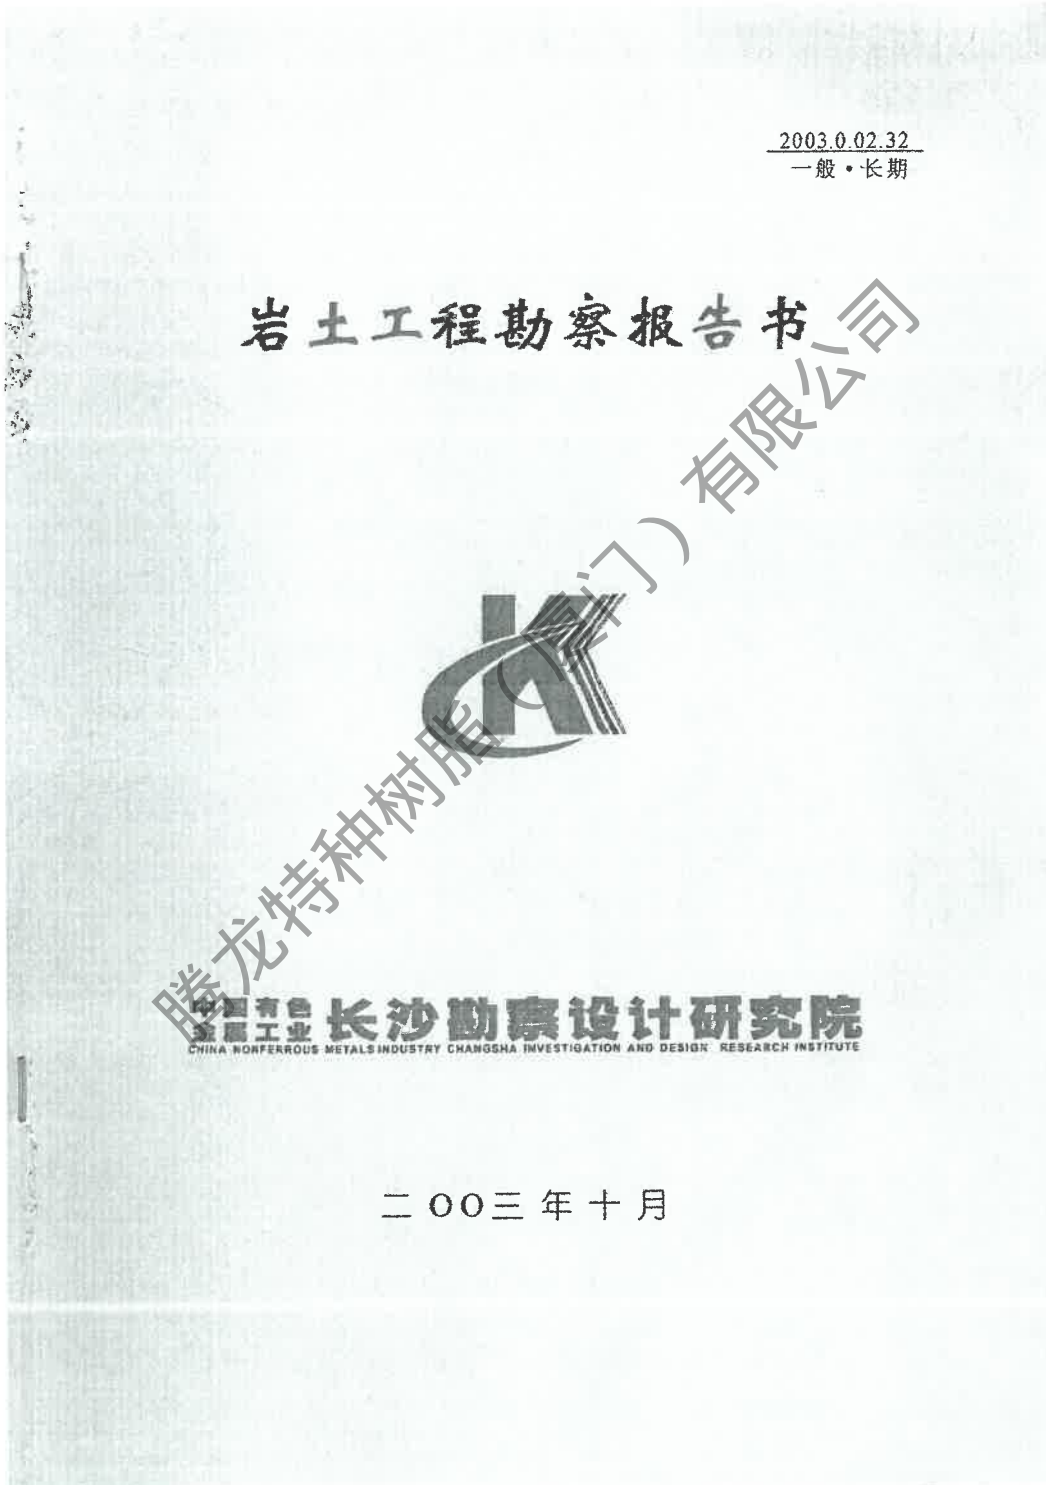 2003.0.02.32
一般·长期
岩土工程勘察报告书
腾龙特种树脂（厦门）有限公司
中国有色
金属工业
长沙勘察设计研究院
CHINA NONFERROUS METALS INDUSTRY CHANGSHA INVESTIGATION AND DESIGN RESEARCH INSTITUTE
二OO三年十月